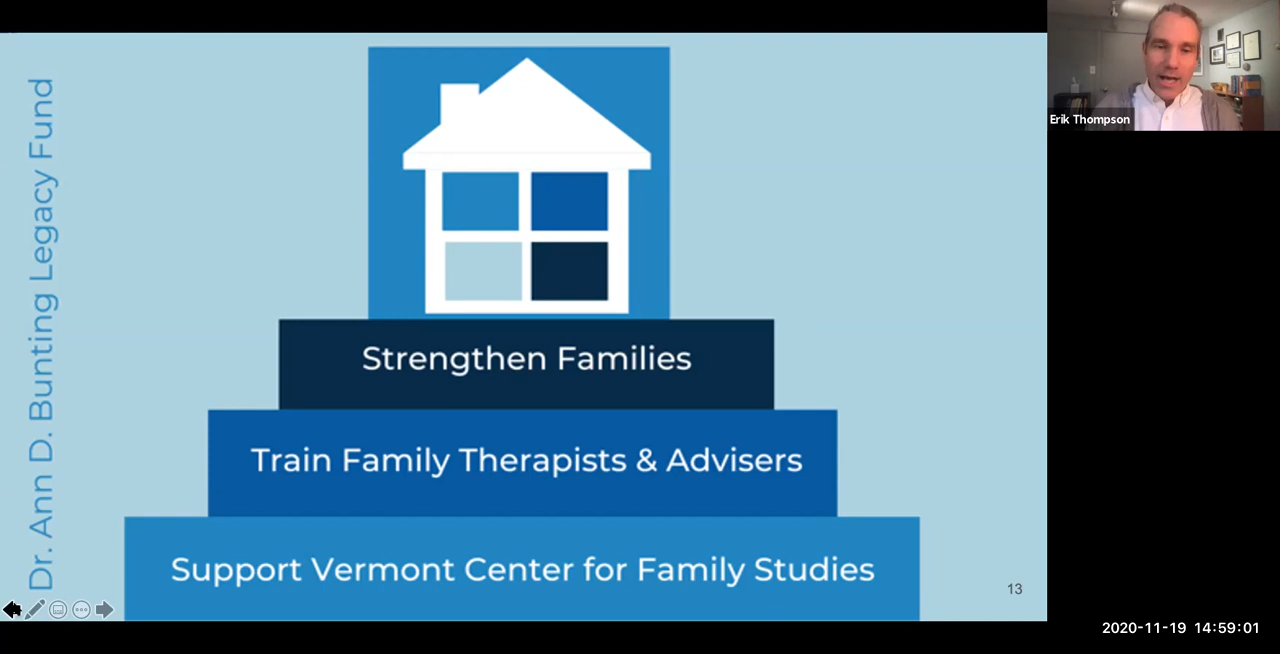 Dr. Ann D. Bunting Legacy Fund
Strengthen Families
Train Family Therapists & Advisers
Support Vermont Center for Family Studies
13
Erik Thompson
2020-11-19 14:59:01